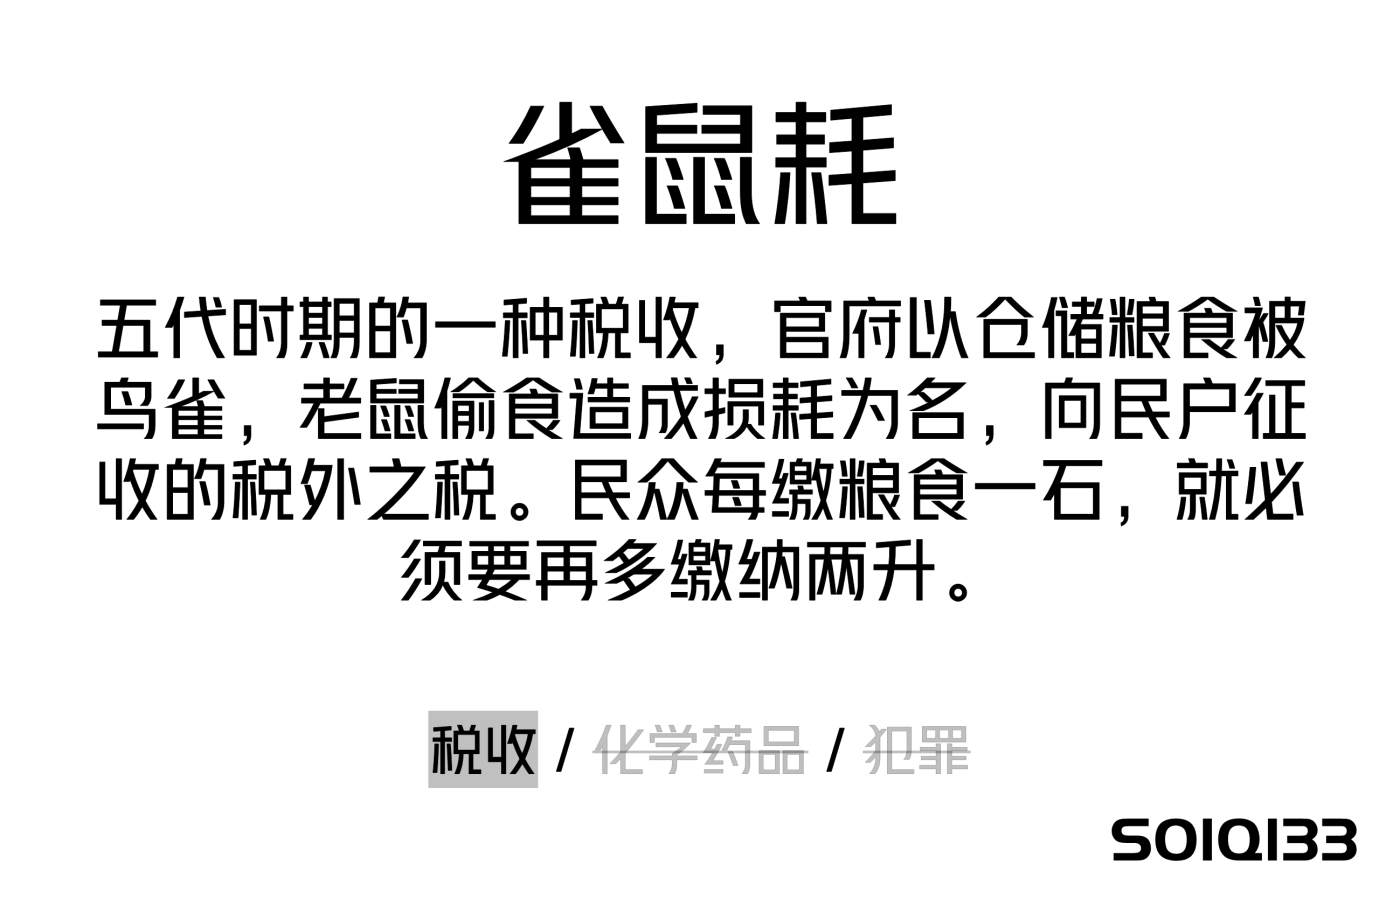 雀鼠耗
五代时期的一种税收，官府以仓储粮食被
鸟雀，老鼠偷食造成损耗为名，向民户征
收的税外之税。民众每缴粮食一石，就必
须要再多缴纳两升。
税收 / 化学药品 / 犯罪
SO1Q133